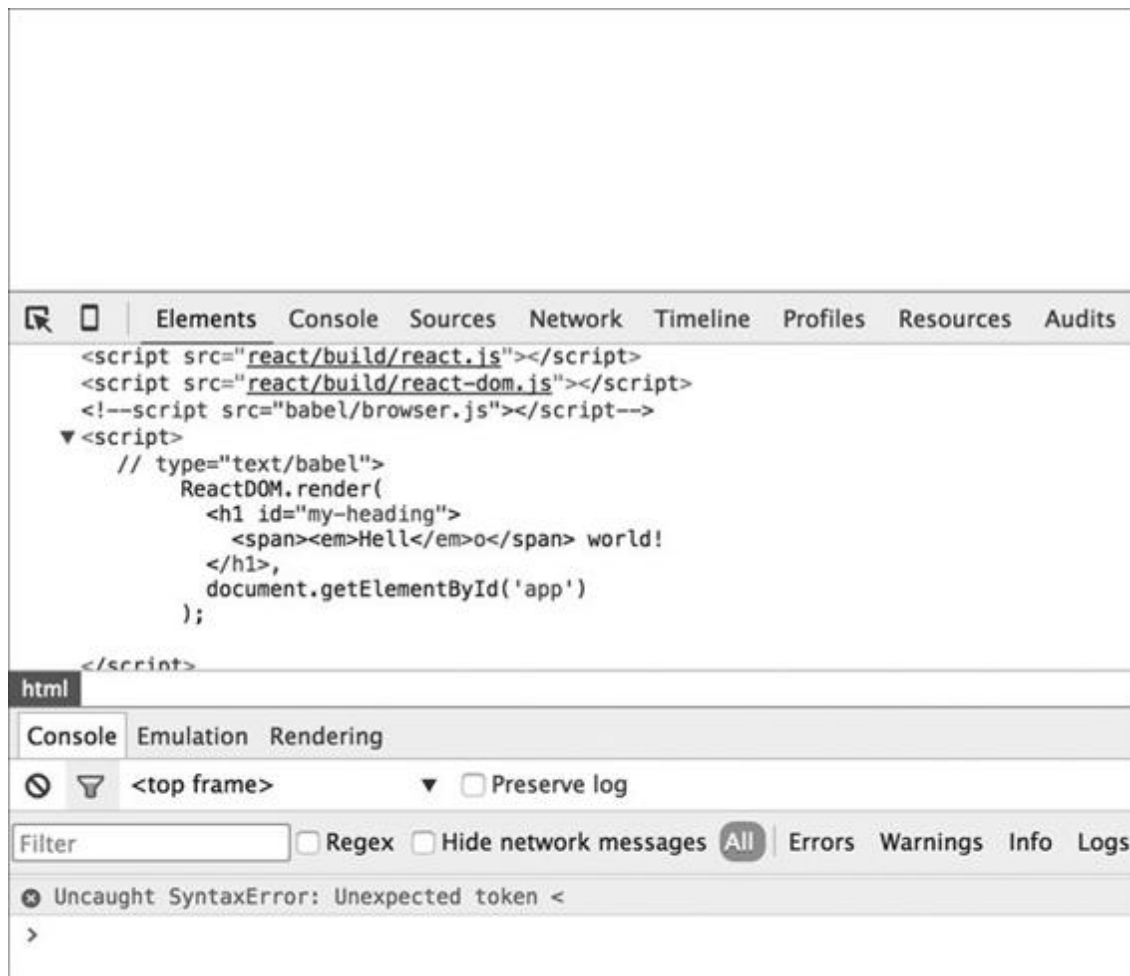 Elements Console Sources Network Timeline Profiles Resources Audits
<script src="react/build/react.js"></script>
<script src="react/build/react-dom.js"></script>
<!--script src="babel/browser.js"></script-->
▼<script>
// type="text/babel">
ReactDOM.render(
<h1 id="my-heading">
<span><em>Hell</em>o</span> world!
</h1>,
document.getElementById('app')
);
</script>
html
Console Emulation Rendering
<top frame> ▼ Preserve log
Filter Regex Hide network messages All Errors Warnings Info Logs
Uncaught SyntaxError: Unexpected token <
>